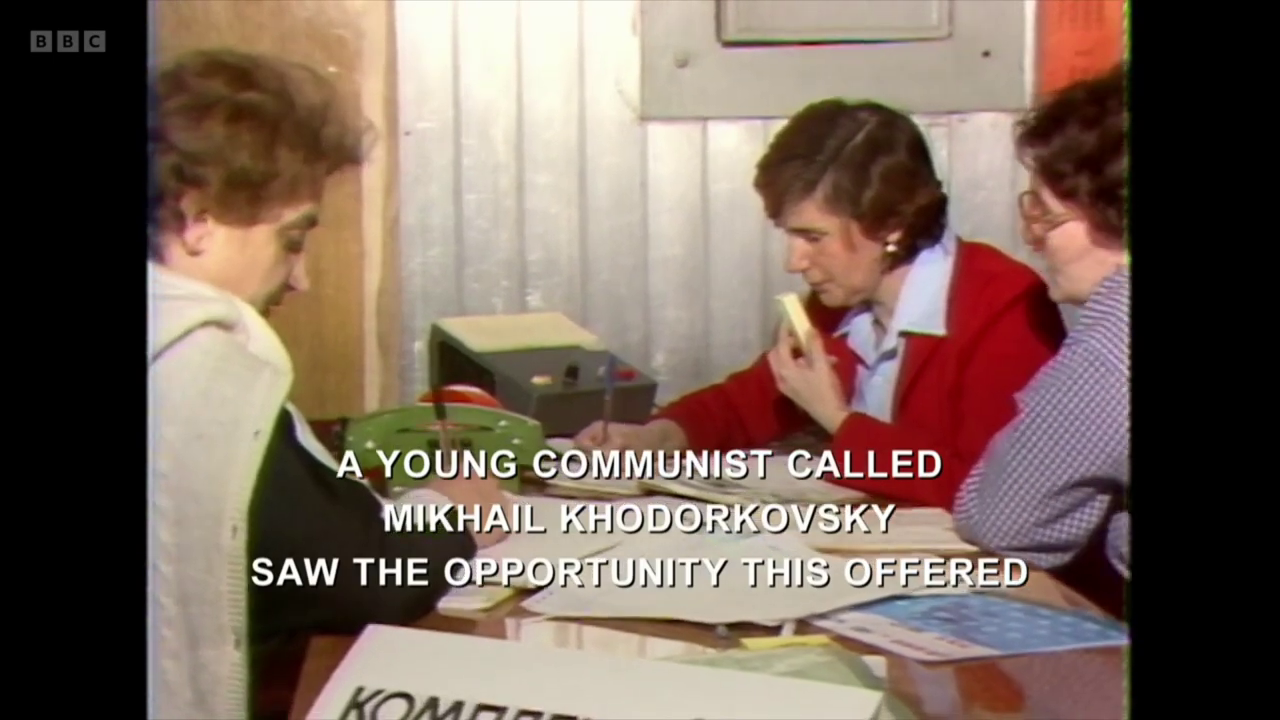 BBC
A YOUNG COMMUNIST CALLED
MIKHAIL KHODORKOVSKY
SAW THE OPPORTUNITY THIS OFFERED